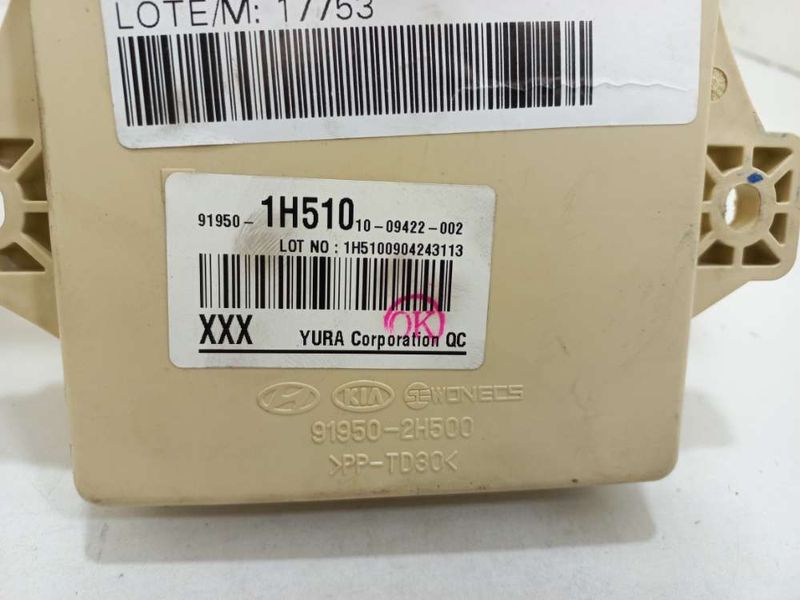 LOTE/M: 17753
91950- 1H510 10-09422-002
LOT NO : 1H5100904243113
XXX YURA Corporation QC
OK
KIA SEWONECS
91950-2H500
>PP-TD30<